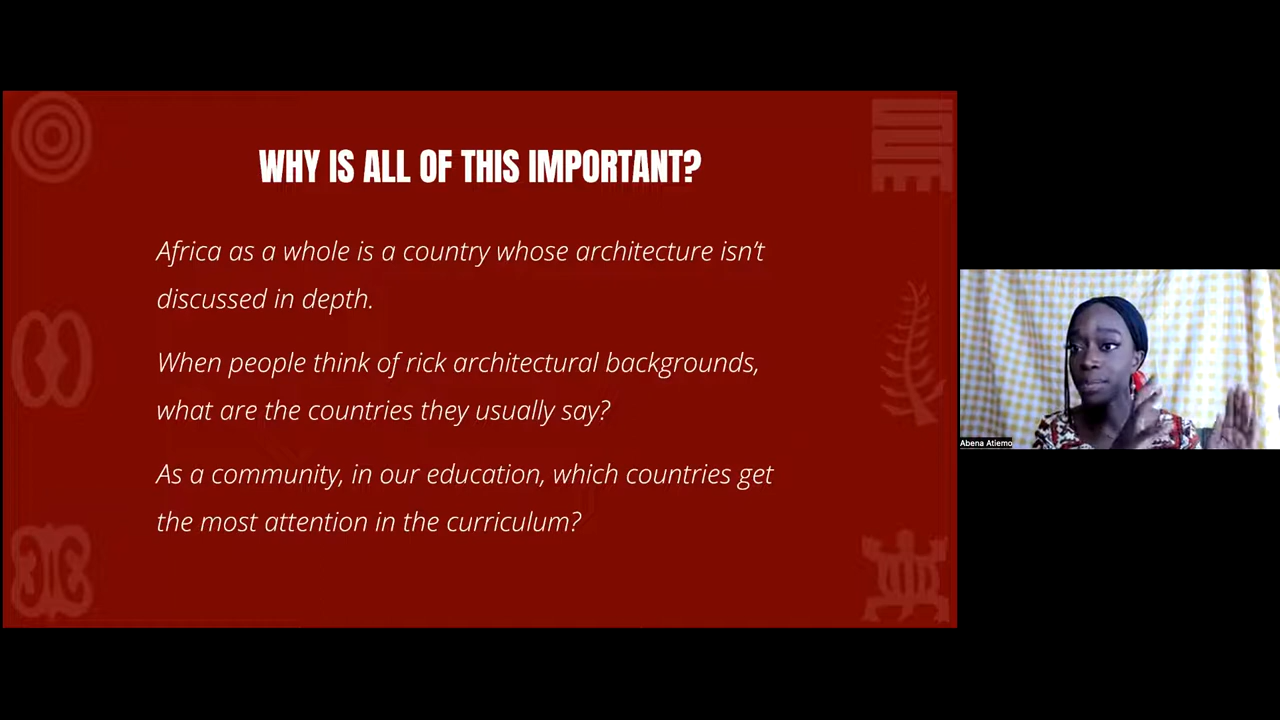 WHY IS ALL OF THIS IMPORTANT?
Africa as a whole is a country whose architecture isn't
discussed in depth.
When people think of rick architectural backgrounds,
what are the countries they usually say?
As a community, in our education, which countries get
the most attention in the curriculum?
Abena Atiemo